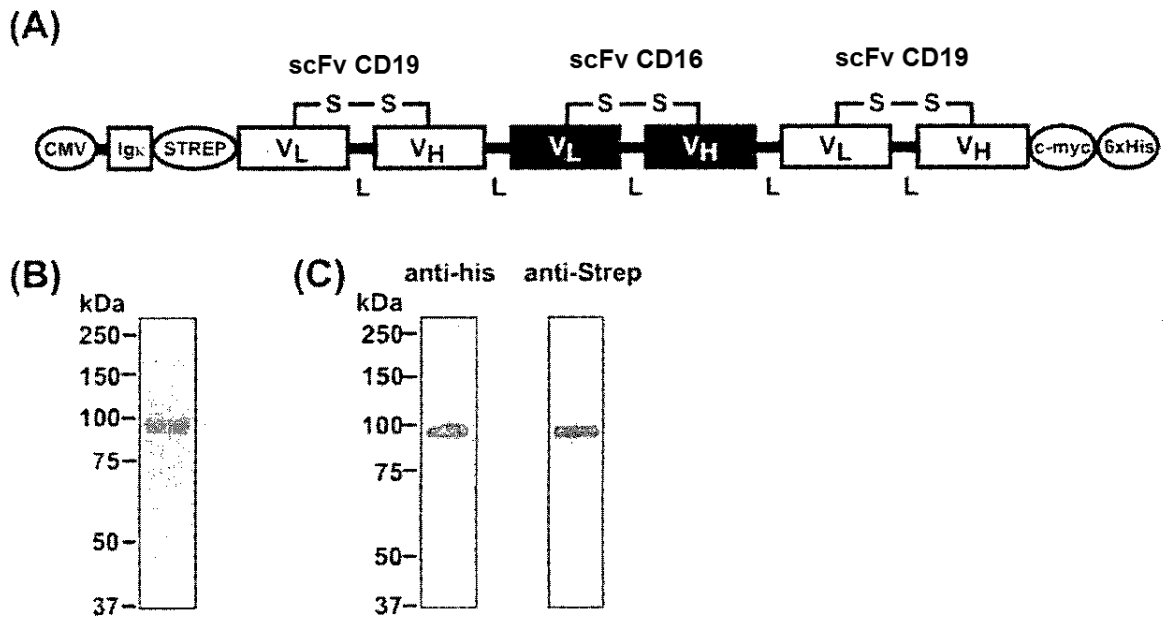 (A)
scFv CD19 scFv CD16 scFv CD19
S S S S S S
CMV Igκ STREP VL VH VL VH VL VH c-myc 6xHis
L L L L L
(B)
kDa
250
150
100
75
50
37
(C)
anti-his anti-Strep
kDa
250
150
100
75
50
37